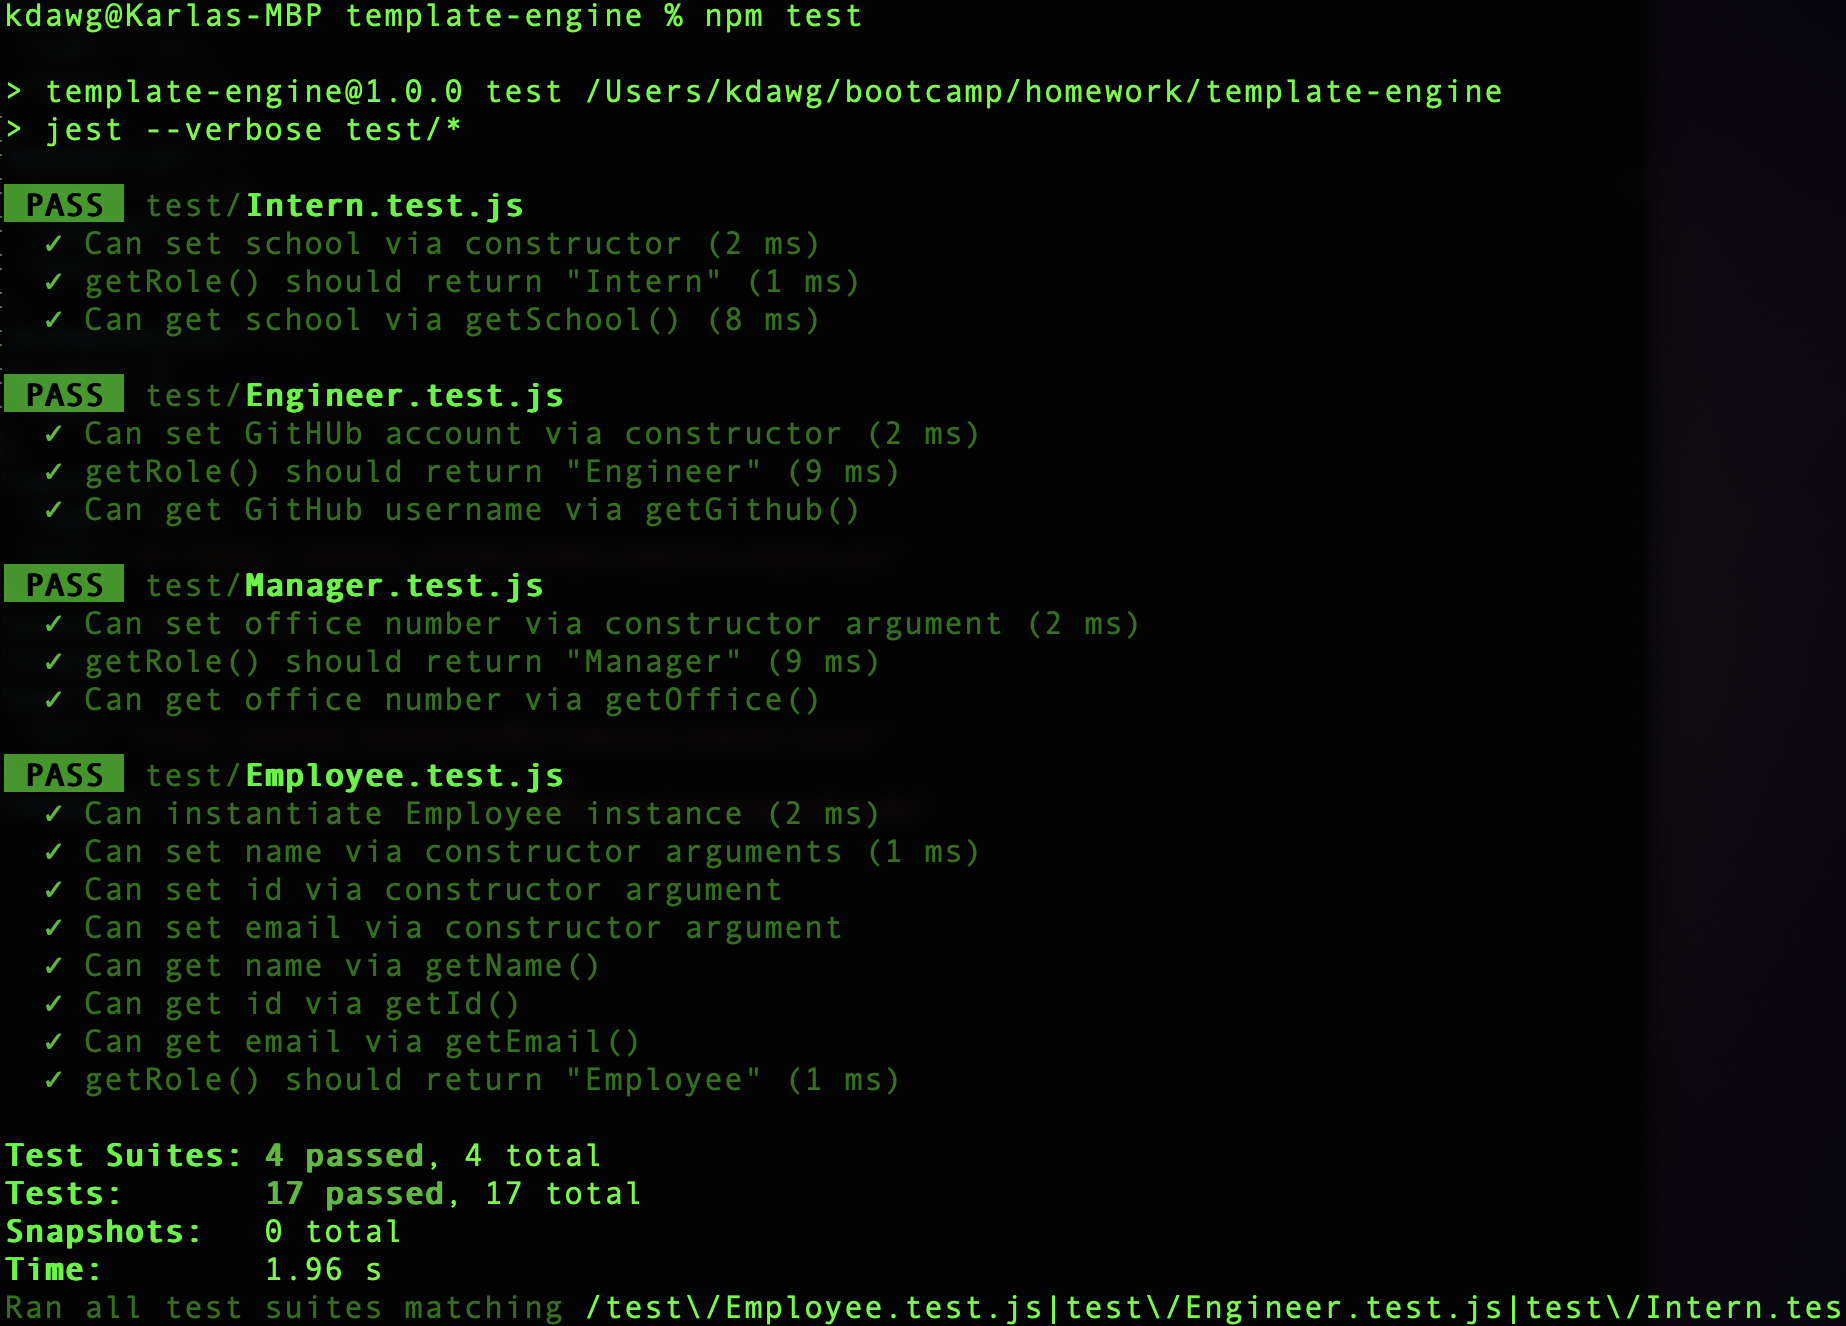 kdawg@Karlas-MBP template-engine % npm test
> template-engine@1.0.0 test /Users/kdawg/bootcamp/homework/template-engine
> jest --verbose test/*
PASS test/Intern.test.js
✓ Can set school via constructor (2 ms)
✓ getRole() should return "Intern" (1 ms)
✓ Can get school via getSchool() (8 ms)
PASS test/Engineer.test.js
✓ Can set GitHUb account via constructor (2 ms)
✓ getRole() should return "Engineer" (9 ms)
✓ Can get GitHub username via getGithub()
PASS test/Manager.test.js
✓ Can set office number via constructor argument (2 ms)
✓ getRole() should return "Manager" (9 ms)
✓ Can get office number via getOffice()
PASS test/Employee.test.js
✓ Can instantiate Employee instance (2 ms)
✓ Can set name via constructor arguments (1 ms)
✓ Can set id via constructor argument
✓ Can set email via constructor argument
✓ Can get name via getName()
✓ Can get id via getId()
✓ Can get email via getEmail()
✓ getRole() should return "Employee" (1 ms)
Test Suites: 4 passed, 4 total
Tests: 17 passed, 17 total
Snapshots: 0 total
Time: 1.96 s
Ran all test suites matching /test\/Employee.test.js|test\/Engineer.test.js|test\/Intern.tes